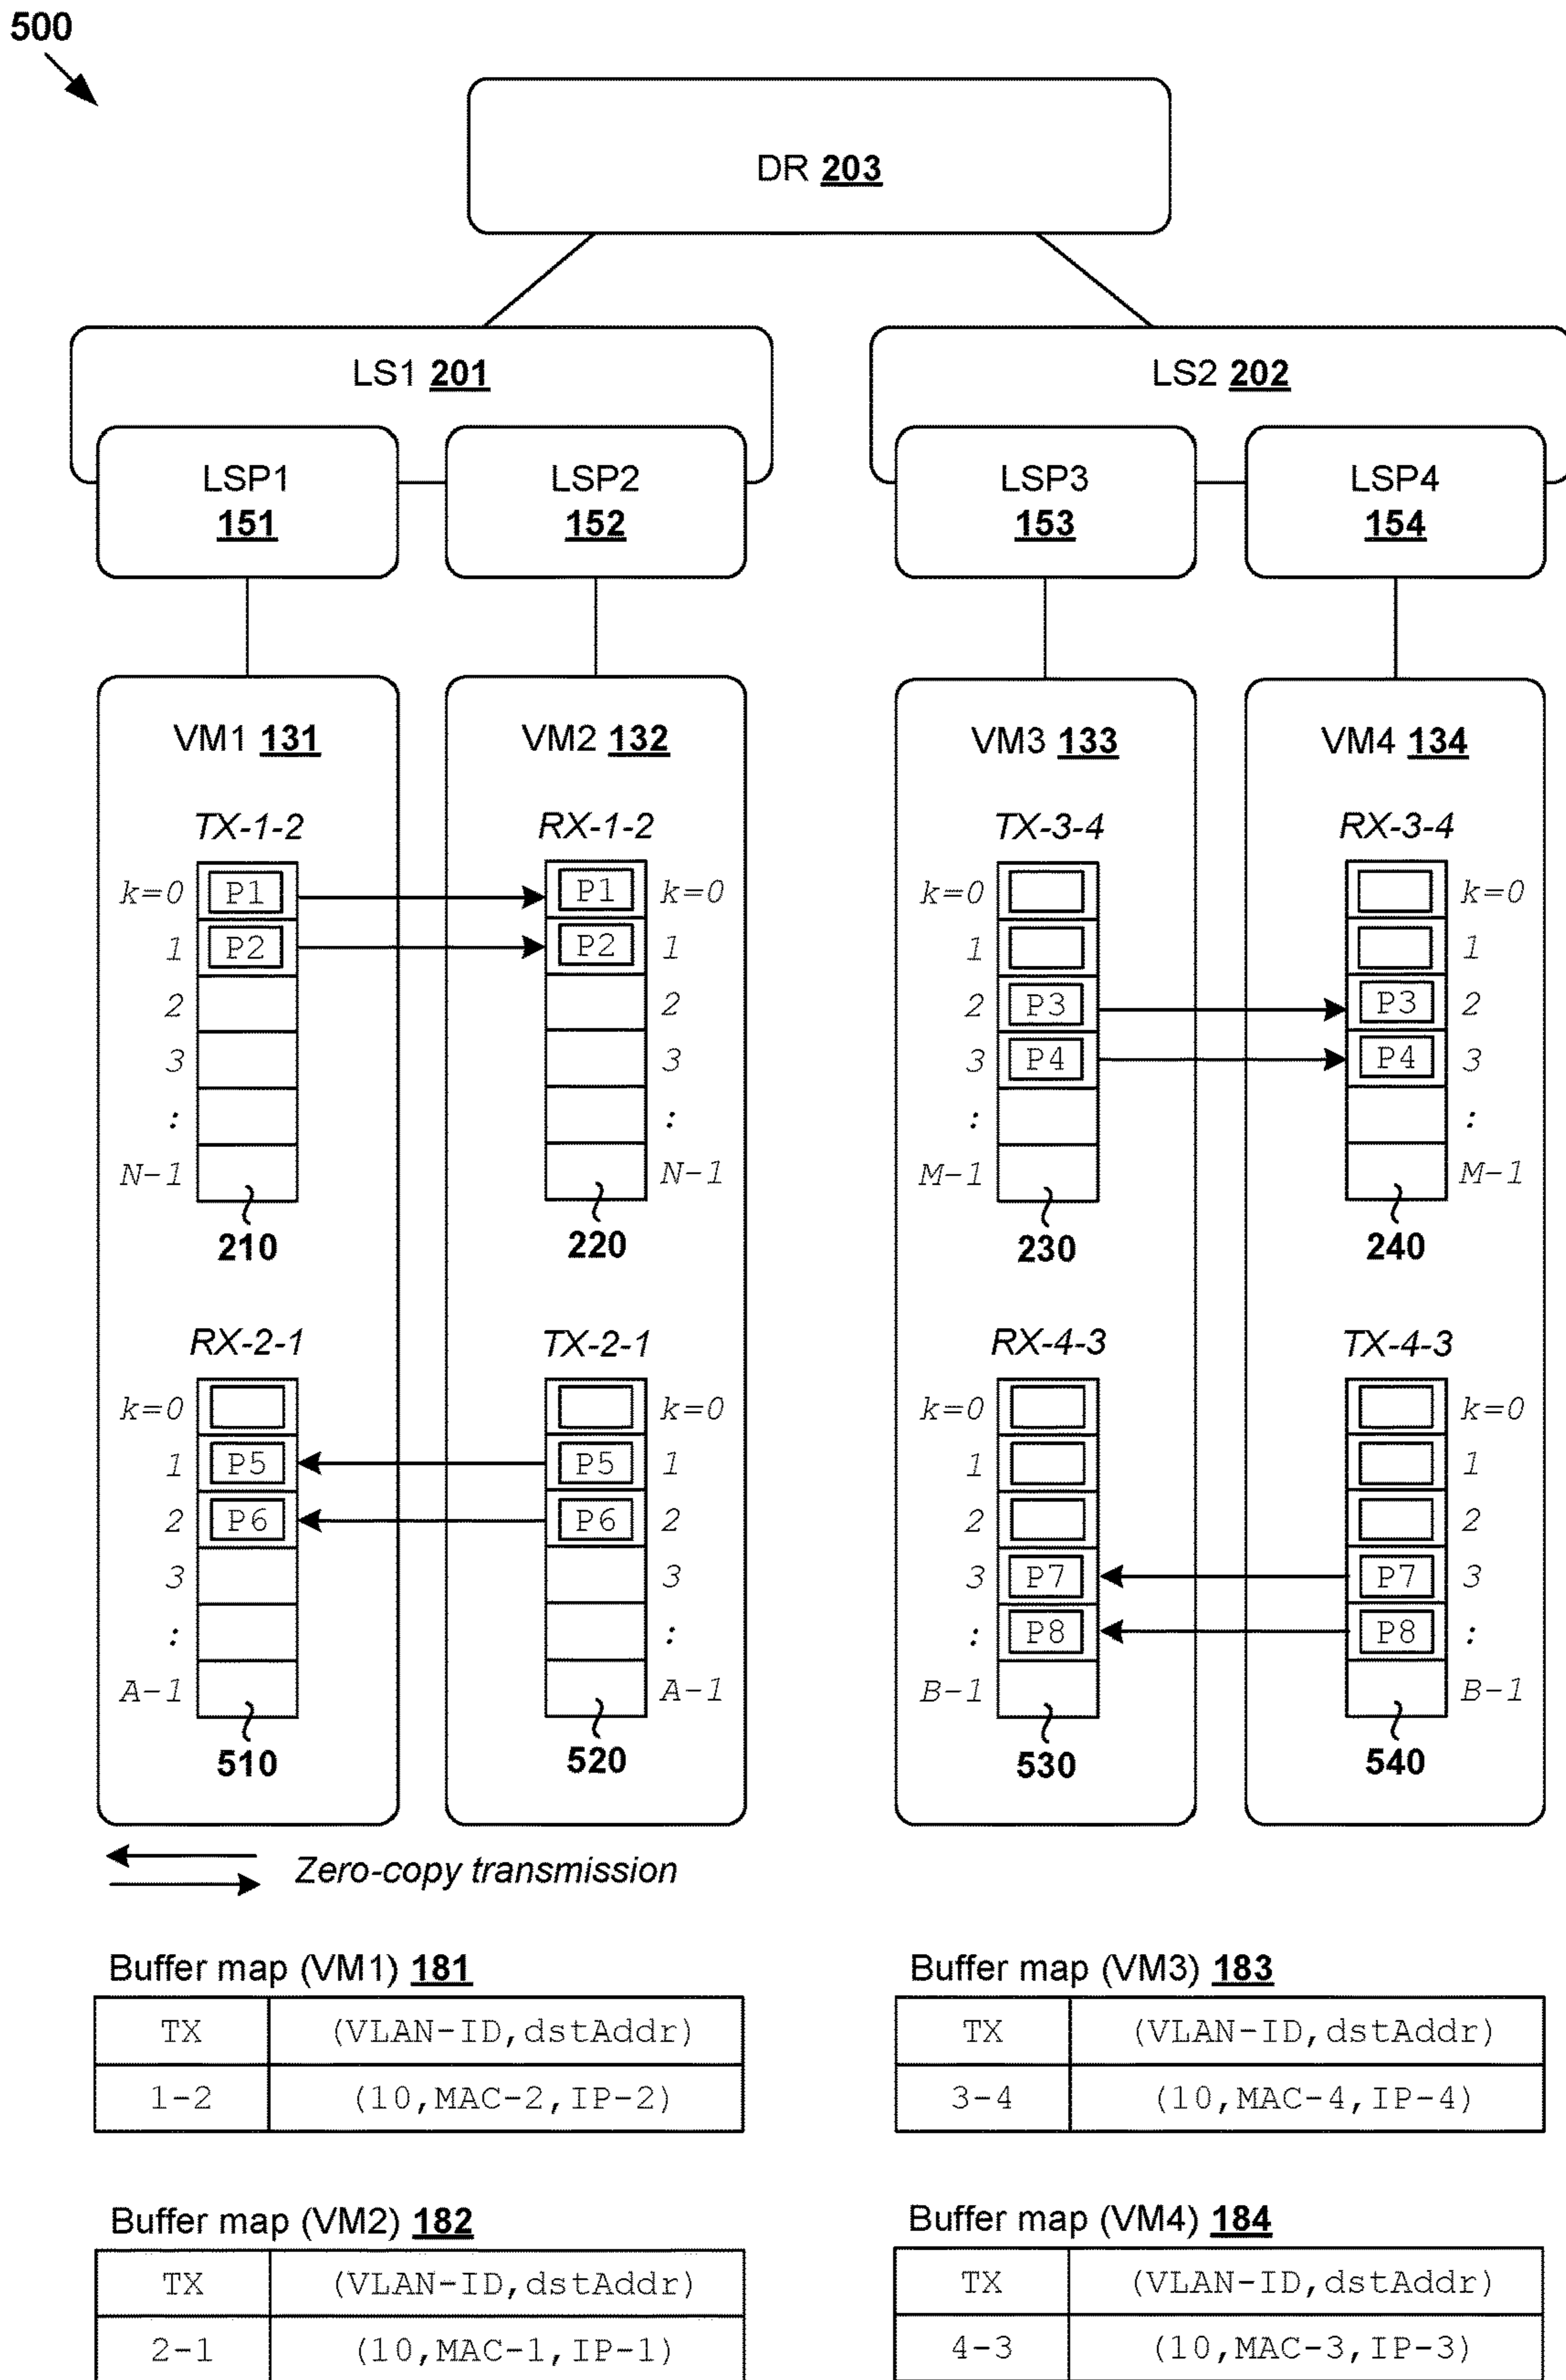 500
DR 203
LS1 201
LS2 202
LSP1
151
LSP2
152
LSP3
153
LSP4
154
VM1 131
VM2 132
VM3 133
VM4 134
TX-1-2
RX-1-2
TX-3-4
RX-3-4
k=0 P1 P1 k=0 k=0 k=0
1 P2 P2 1 1 1
2 2 2 P3 P3 2
3 3 3 P4 P4 3
: : : :
N-1 N-1 M-1 M-1
210 220 230 240
RX-2-1
TX-2-1
RX-4-3
TX-4-3
k=0 k=0 k=0 k=0
1 P5 P5 1 1 1
2 P6 P6 2 2 2
3 3 3 P7 P7 3
: : : P8 P8 :
A-1 A-1 B-1 B-1
510 520 530 540
Zero-copy transmission
Buffer map (VM1) 181
TX (VLAN-ID,dstAddr)
1-2 (10,MAC-2,IP-2)
Buffer map (VM3) 183
TX (VLAN-ID,dstAddr)
3-4 (10,MAC-4,IP-4)
Buffer map (VM2) 182
TX (VLAN-ID,dstAddr)
2-1 (10,MAC-1,IP-1)
Buffer map (VM4) 184
TX (VLAN-ID,dstAddr)
4-3 (10,MAC-3,IP-3)